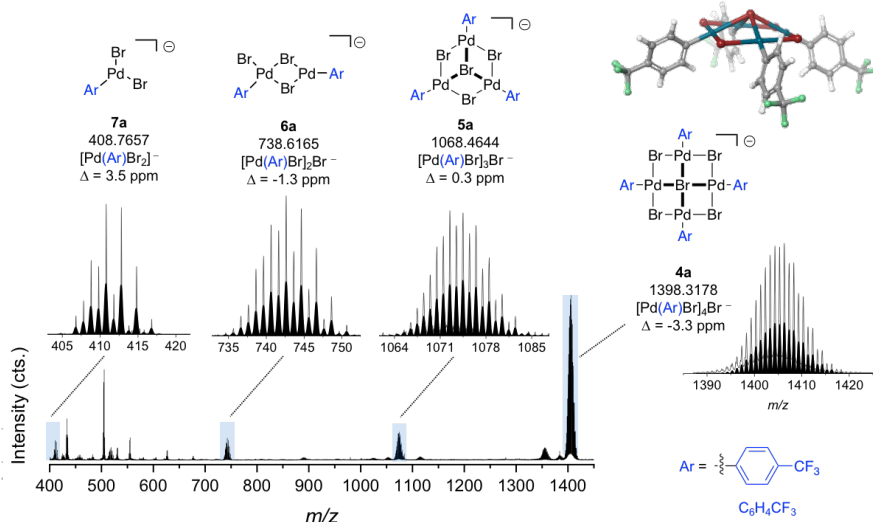 Br
Pd
Br
Ar
⊖
7a
408.7657
[Pd(Ar)Br2]−
Δ = 3.5 ppm
Br
Br
Pd
Pd
Ar
Br
Ar
⊖
6a
738.6165
[Pd(Ar)Br]2Br−
Δ = -1.3 ppm
Ar
Pd
Br
Br
Br
Pd
Pd
Ar
Br
Ar
⊖
5a
1068.4644
[Pd(Ar)Br]3Br−
Δ = 0.3 ppm
Ar
Br
Pd
Br
Ar
Pd
Br
Pd
Ar
Br
Pd
Br
Ar
⊖
4a
1398.3178
[Pd(Ar)Br]4Br−
Δ = -3.3 ppm
405 410 415 420
735 742 750
1064 1071 1078 1085
1390 1400 1410 1420
m/z
Intensity (cts.)
400 500 600 700 800 900 1000 1100 1200 1300 1400
m/z
Ar =
CF3
C6H4CF3